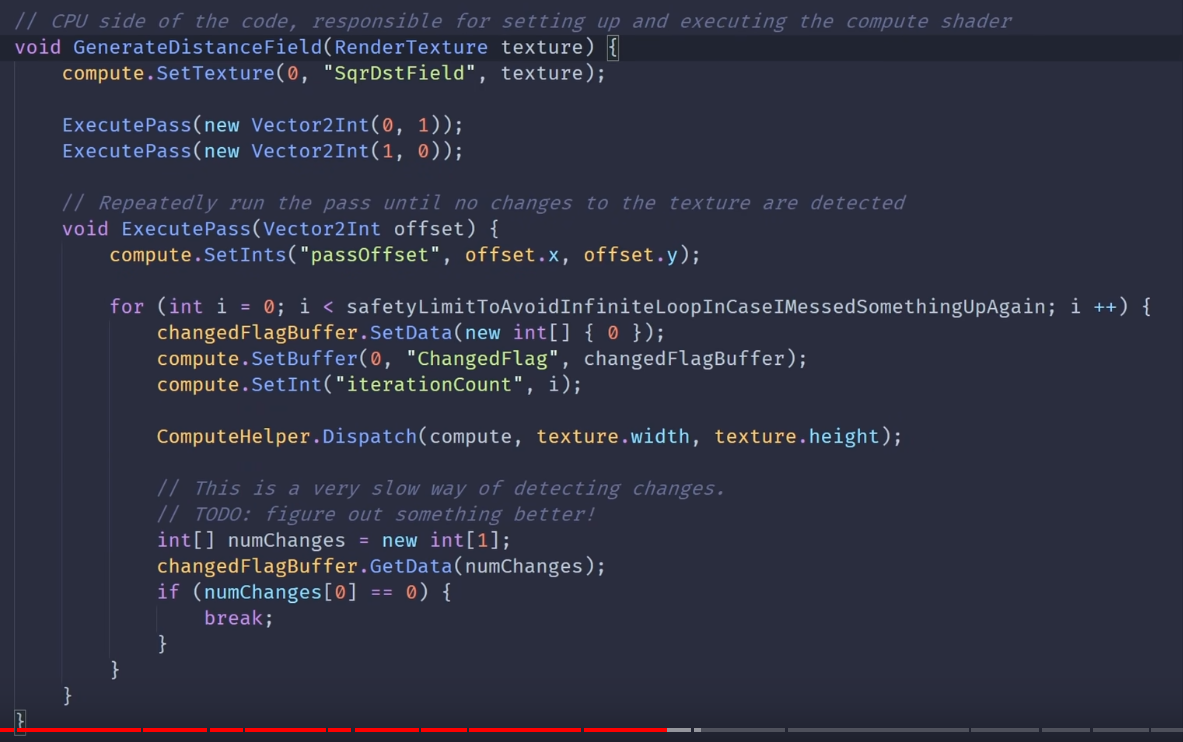 // CPU side of the code, responsible for setting up and executing the compute shader
void GenerateDistanceField(RenderTexture texture) {
    compute.SetTexture(0, "SqrDstField", texture);

    ExecutePass(new Vector2Int(0, 1));
    ExecutePass(new Vector2Int(1, 0));

    // Repeatedly run the pass until no changes to the texture are detected
    void ExecutePass(Vector2Int offset) {
        compute.SetInts("passOffset", offset.x, offset.y);

        for (int i = 0; i < safetyLimitToAvoidInfiniteLoopInCaseIMessedSomethingUpAgain; i ++) {
            changedFlagBuffer.SetData(new int[] { 0 });
            compute.SetBuffer(0, "ChangedFlag", changedFlagBuffer);
            compute.SetInt("iterationCount", i);

            ComputeHelper.Dispatch(compute, texture.width, texture.height);

            // This is a very slow way of detecting changes.
            // TODO: figure out something better!
            int[] numChanges = new int[1];
            changedFlagBuffer.GetData(numChanges);
            if (numChanges[0] == 0) {
                break;
            }
        }
    }
}